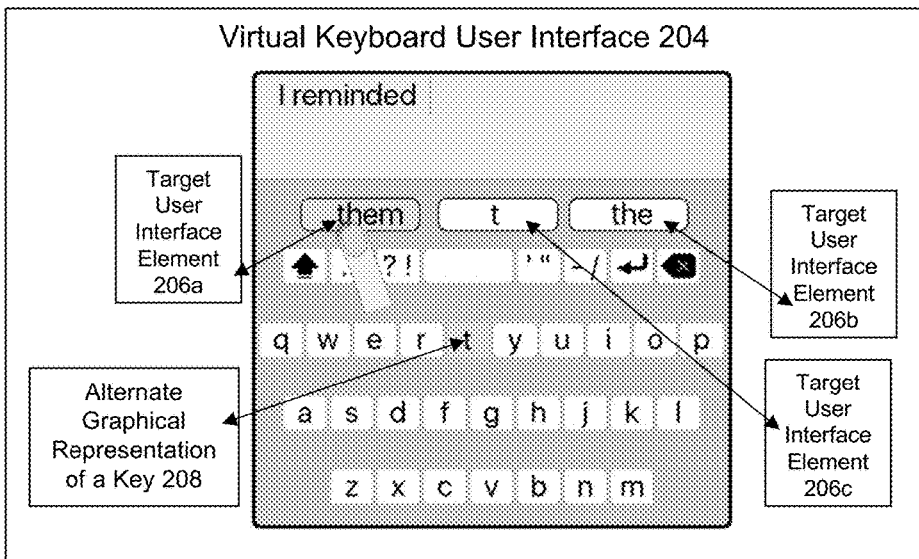 Virtual Keyboard User Interface 204
I reminded
Target
User
Interface
Element
206a
them t the
? ! ' " ~ /
Target
User
Interface
Element
206b
q w e r t y u i o p
Alternate
Graphical
Representation
of a Key 208
a s d f g h j k l
Target
User
Interface
Element
206c
z x c v b n m